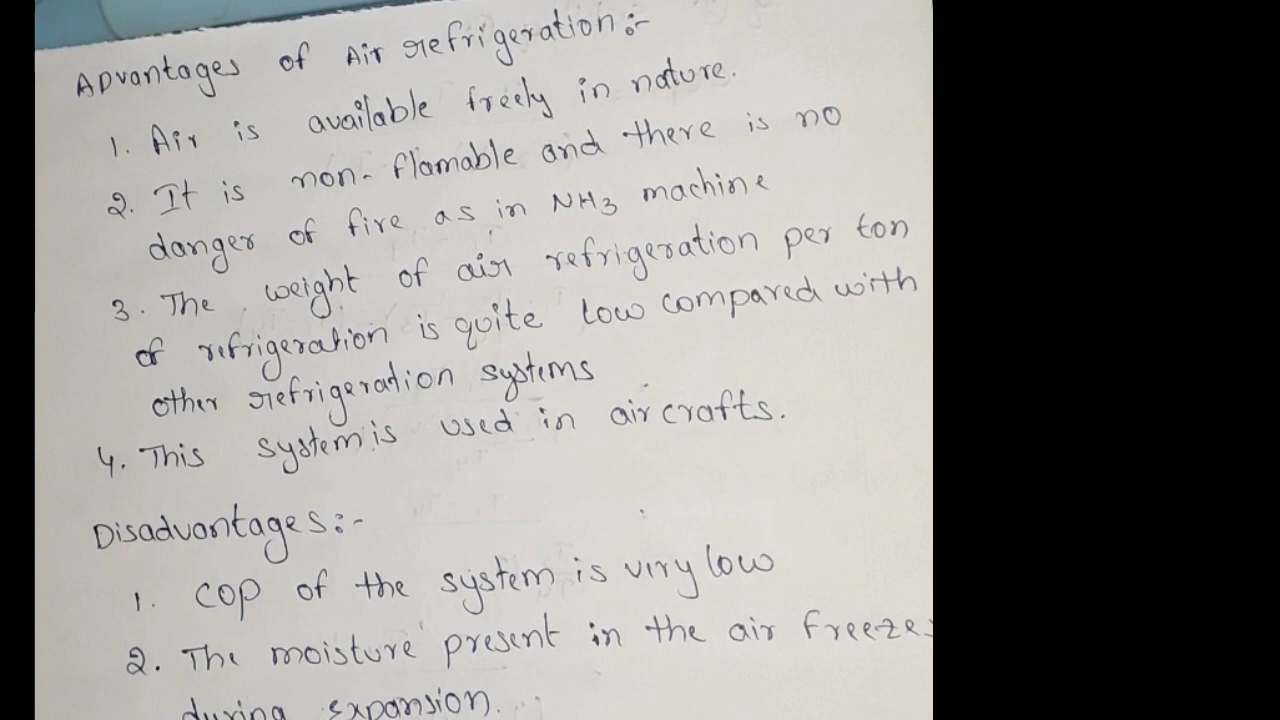 Advantages of Air refrigeration:-
1. Air is available freely in nature.
2. It is non-flamable and there is no
danger of fire as in NH3 machine
3. The weight of air refrigeration per ton
of refrigeration is quite low compared with
other refrigeration systems
4. This system is used in air crafts.
Disadvantages:-
1. COP of the system is very low
2. The moisture present in the air freezes
during expansion.